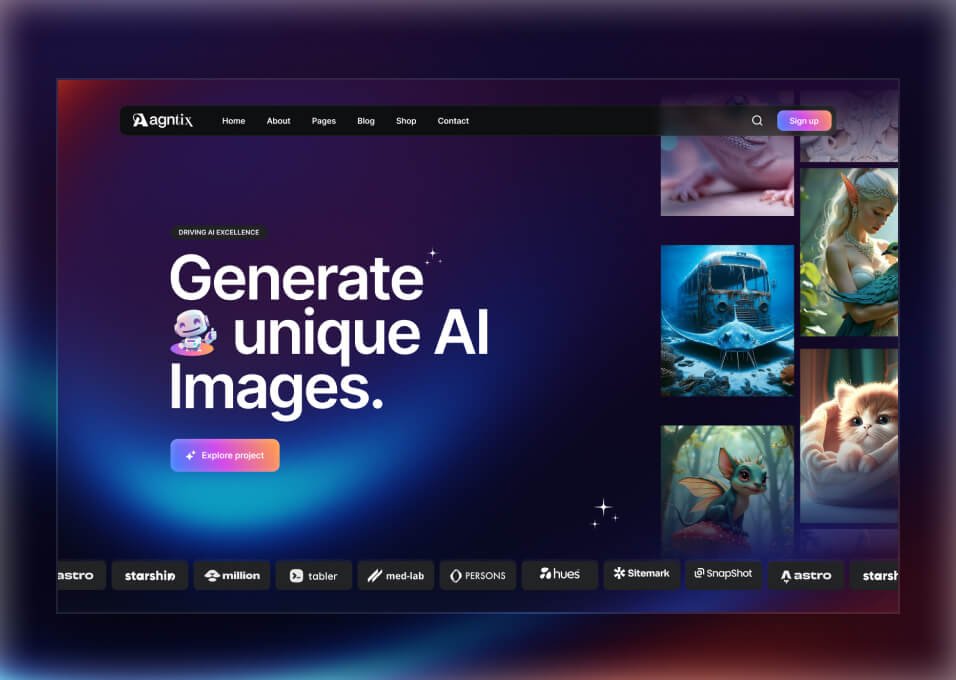 agntix
Home
About
Pages
Blog
Shop
Contact
Sign up
DRIVING AI EXCELLENCE
Generate
unique AI
Images.
Explore project
astro
starship
million
tabler
med-lab
PERSONS
hues
Sitemark
SnapShot
astro
starsh